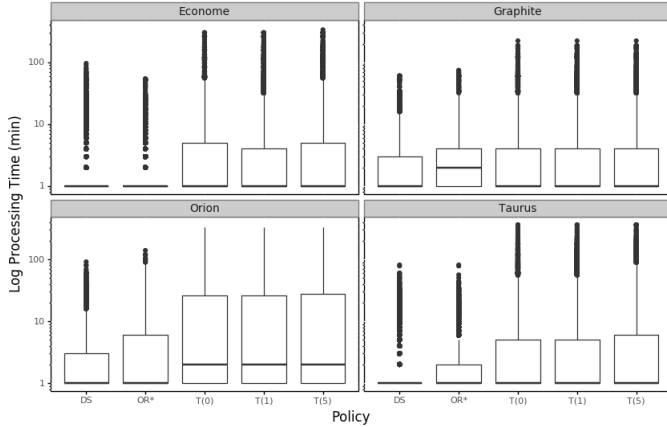 Econome
Graphite
100
10
1
Orion
Taurus
100
10
1
DS
OR*
T(0)
T(1)
T(5)
DS
OR*
T(0)
T(1)
T(5)
Log Processing Time (min)
Policy